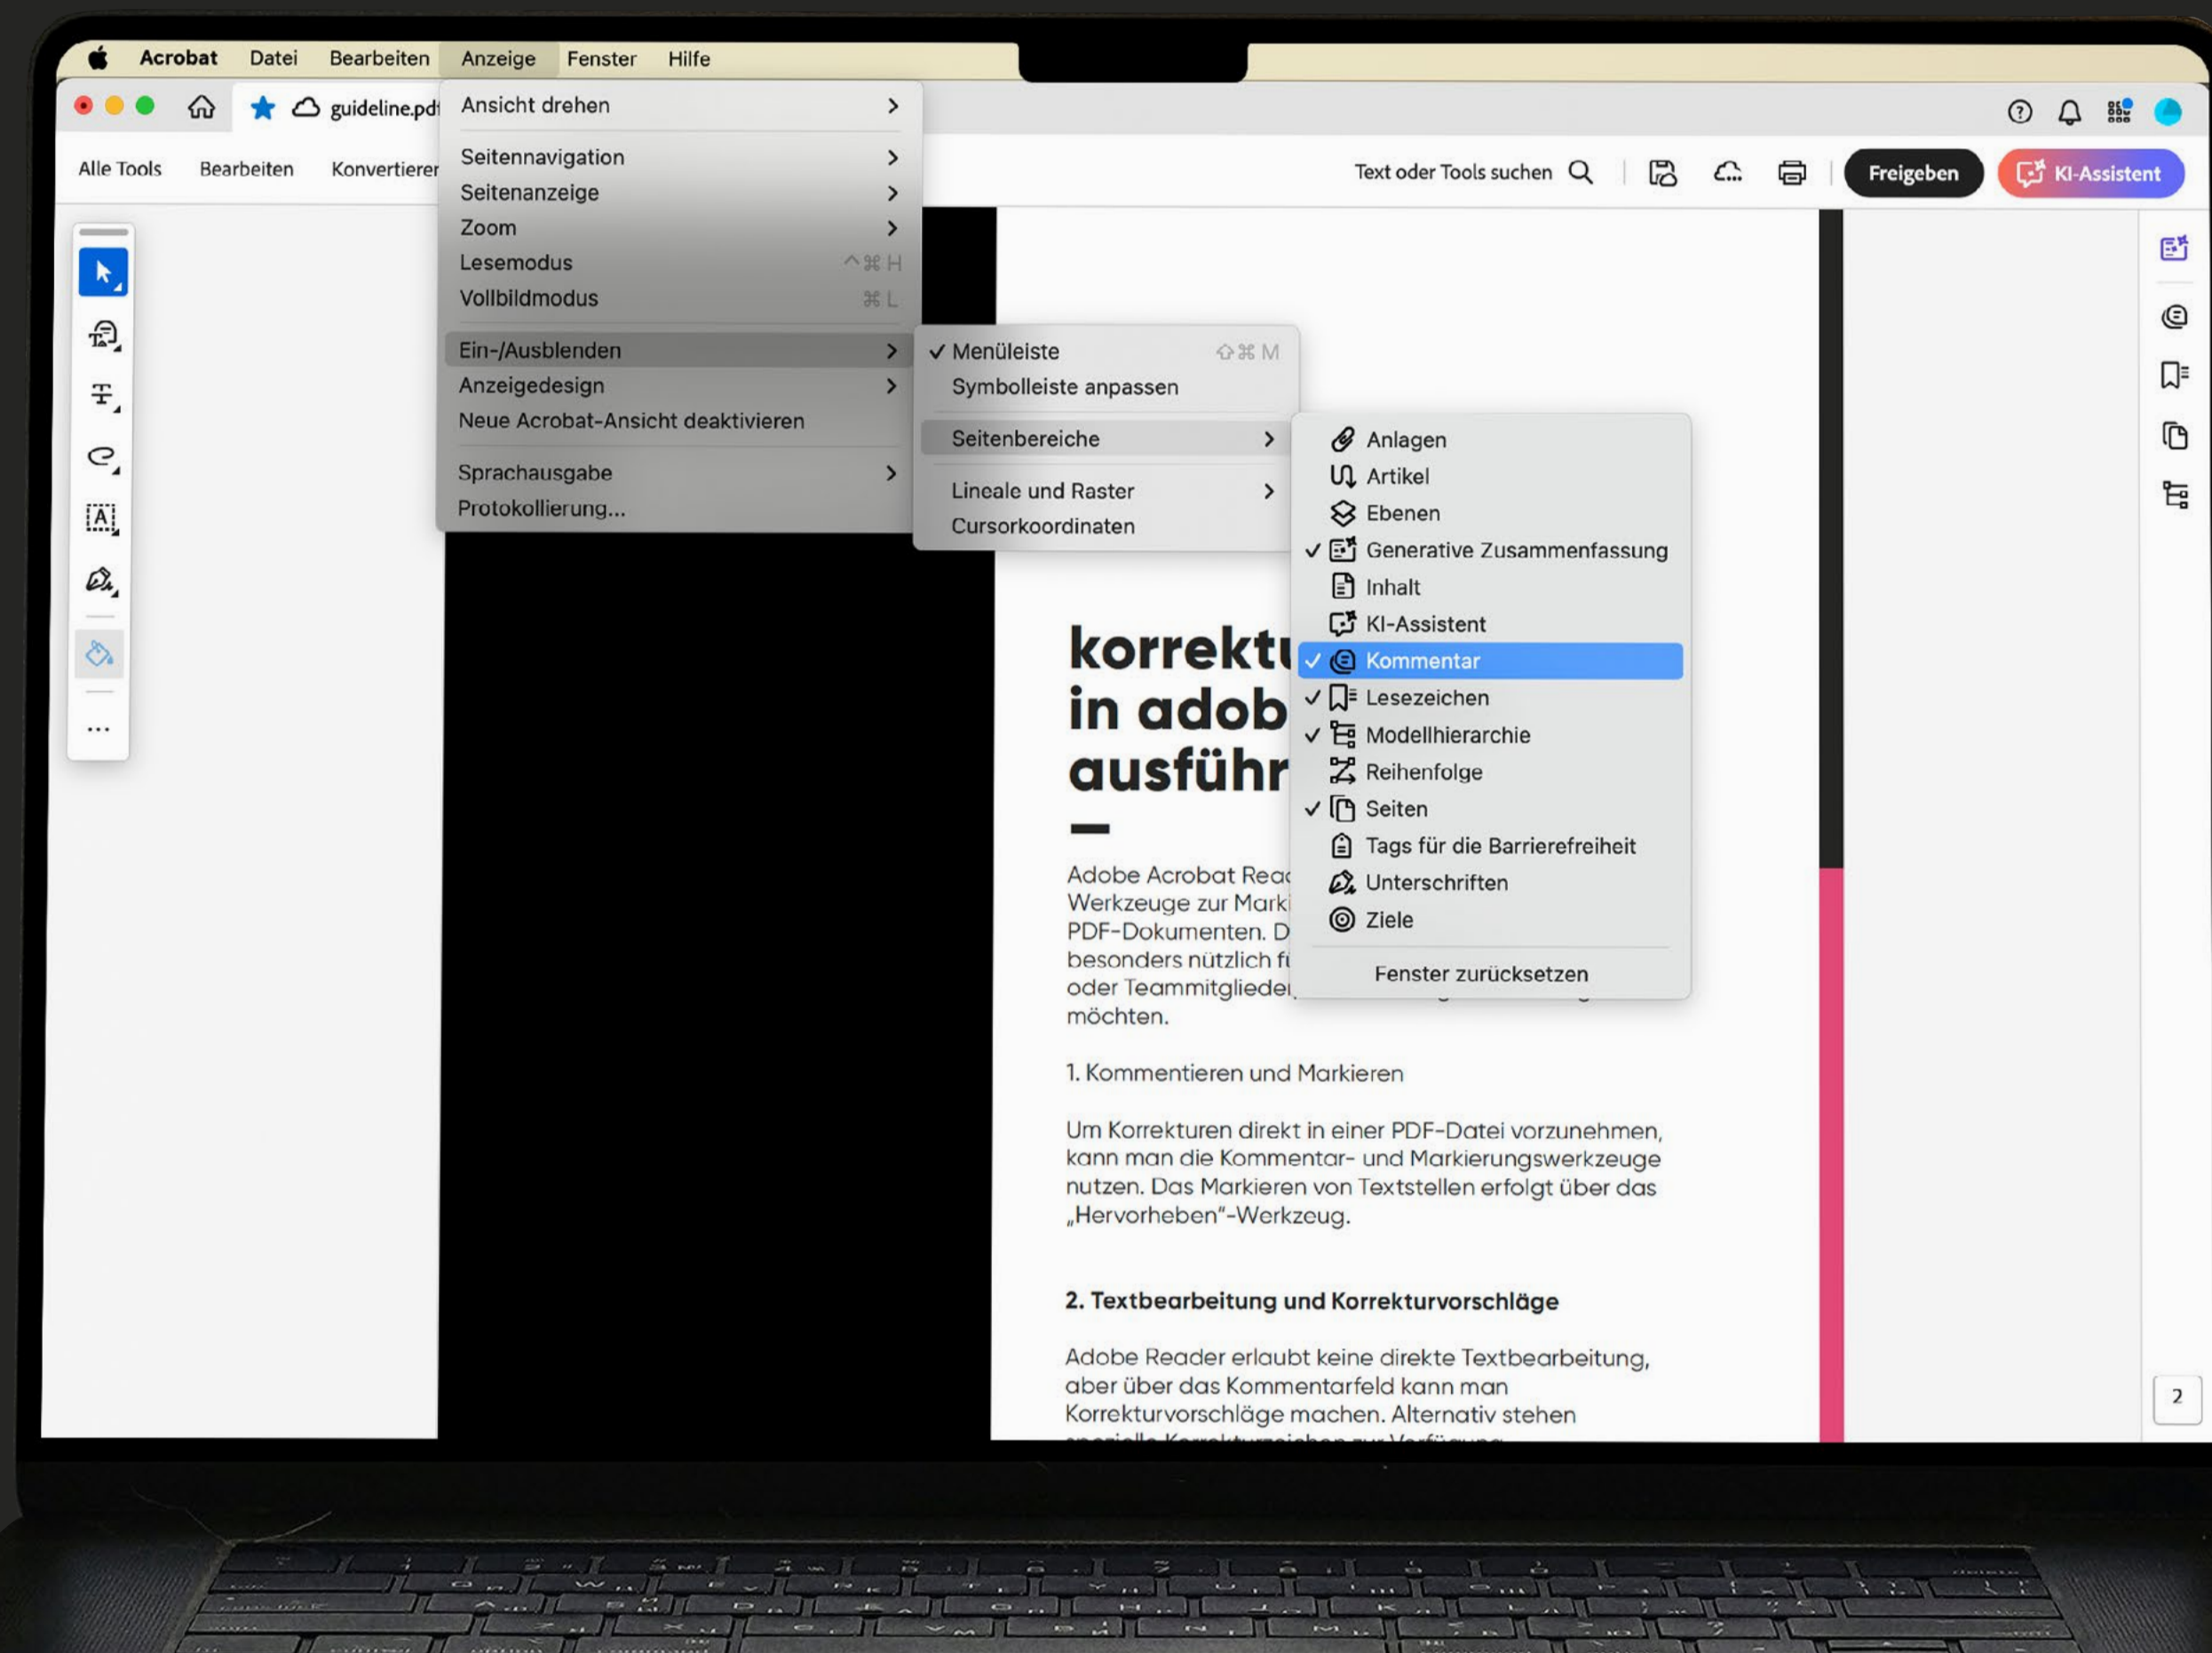 Acrobat Datei Bearbeiten Anzeige Fenster Hilfe
guideline.pdf
Alle Tools Bearbeiten Konvertieren
Text oder Tools suchen
Freigeben
KI-Assistent
Ansicht drehen
Seitennavigation
Seitenanzeige
Zoom
Lesemodus ^⌘H
Vollbildmodus ⌘L
Ein-/Ausblenden
Anzeigedesign
Neue Acrobat-Ansicht deaktivieren
Sprachausgabe
Protokollierung...
Menüleiste ⇧⌘M
Symbolleiste anpassen
Seitenbereiche
Lineale und Raster
Cursorkoordinaten
Anlagen
Artikel
Ebenen
Generative Zusammenfassung
Inhalt
KI-Assistent
Kommentar
Lesezeichen
Modellhierarchie
Reihenfolge
Seiten
Tags für die Barrierefreiheit
Unterschriften
Ziele
Fenster zurücksetzen
korrektu
in adob
ausführ
Adobe Acrobat Read
Werkzeuge zur Marki
PDF-Dokumenten. D
besonders nützlich fü
oder Teammitglieder
möchten.
1. Kommentieren und Markieren
Um Korrekturen direkt in einer PDF-Datei vorzunehmen,
kann man die Kommentar- und Markierungswerkzeuge
nutzen. Das Markieren von Textstellen erfolgt über das
„Hervorheben“-Werkzeug.
2. Textbearbeitung und Korrekturvorschläge
Adobe Reader erlaubt keine direkte Textbearbeitung,
aber über das Kommentarfeld kann man
Korrekturvorschläge machen. Alternativ stehen
spezielle Korrekturzeichen zur Verfügung
2